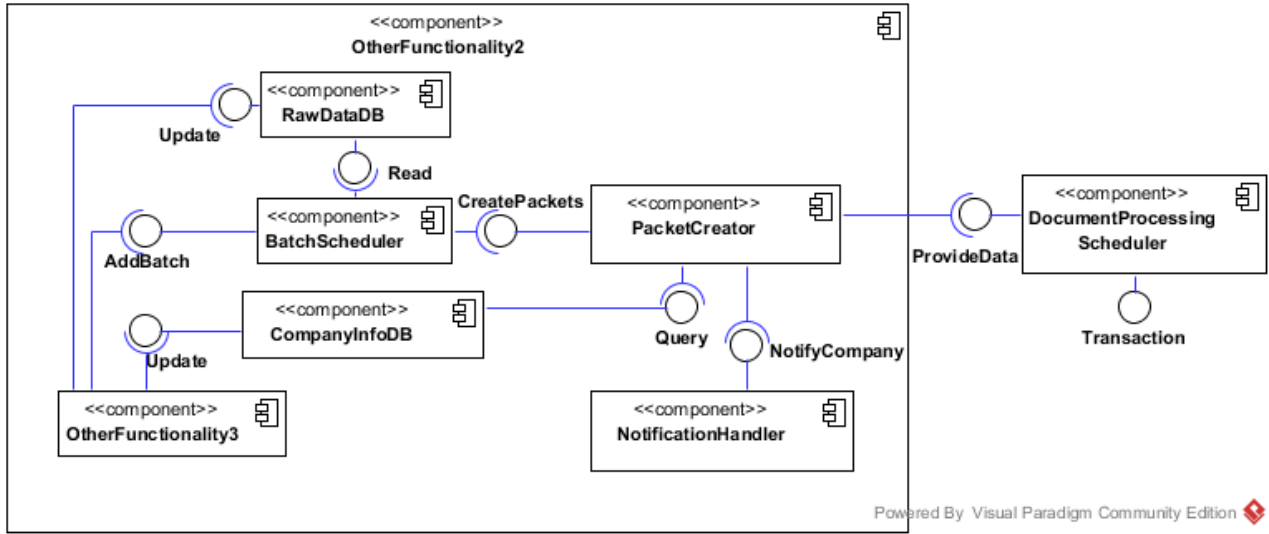 <<component>>
OtherFunctionality2
<<component>>
RawDataDB
Update
Read
<<component>>
BatchScheduler
CreatePackets
<<component>>
PacketCreator
<<component>>
DocumentProcessing
Scheduler
AddBatch
ProvideData
<<component>>
CompanyInfoDB
Update
Query
NotifyCompany
Transaction
<<component>>
OtherFunctionality3
<<component>>
NotificationHandler
Powered By Visual Paradigm Community Edition